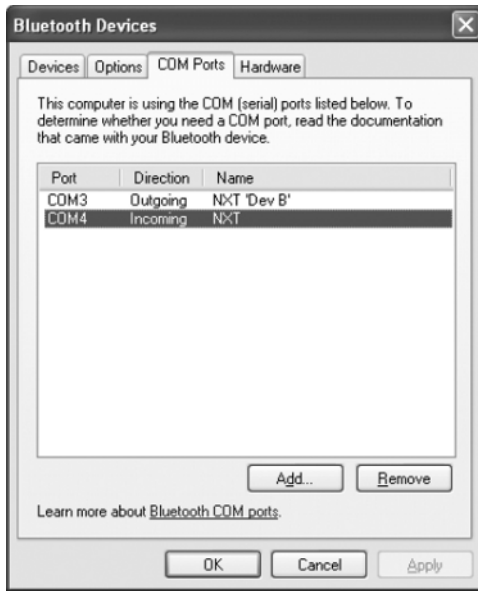 Bluetooth Devices
Devices Options COM Ports Hardware
This computer is using the COM (serial) ports listed below. To
determine whether you need a COM port, read the documentation
that came with your Bluetooth device.
Port Direction Name
COM3 Outgoing NXT 'Dev B'
COM4 Incoming NXT
Add... Remove
Learn more about Bluetooth COM ports.
OK Cancel Apply